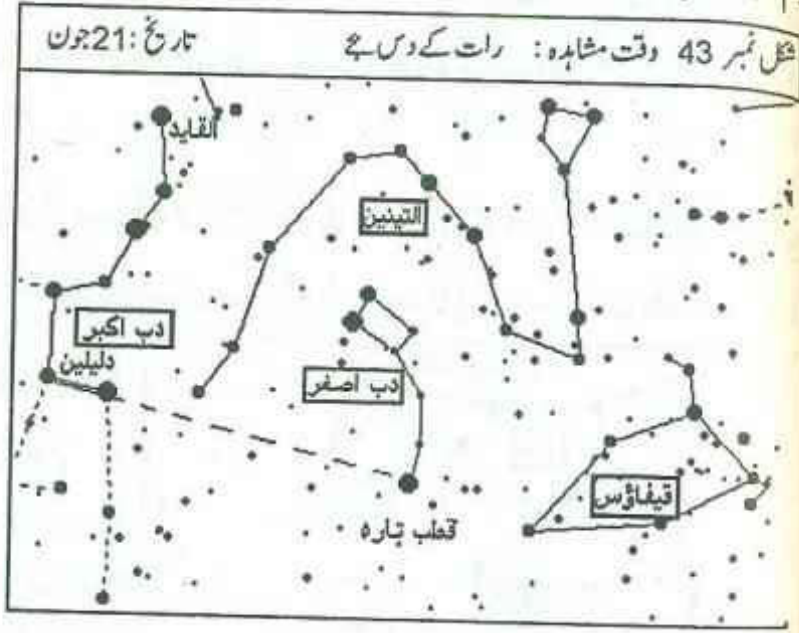 شکل نمبر 43 وقت مشاہدہ: رات کے دس بجے تاریخ: 21 جون
القاید
التینین
دب اکبر
دلیلین
دب اصغر
قیفاؤس
قطب تارہ